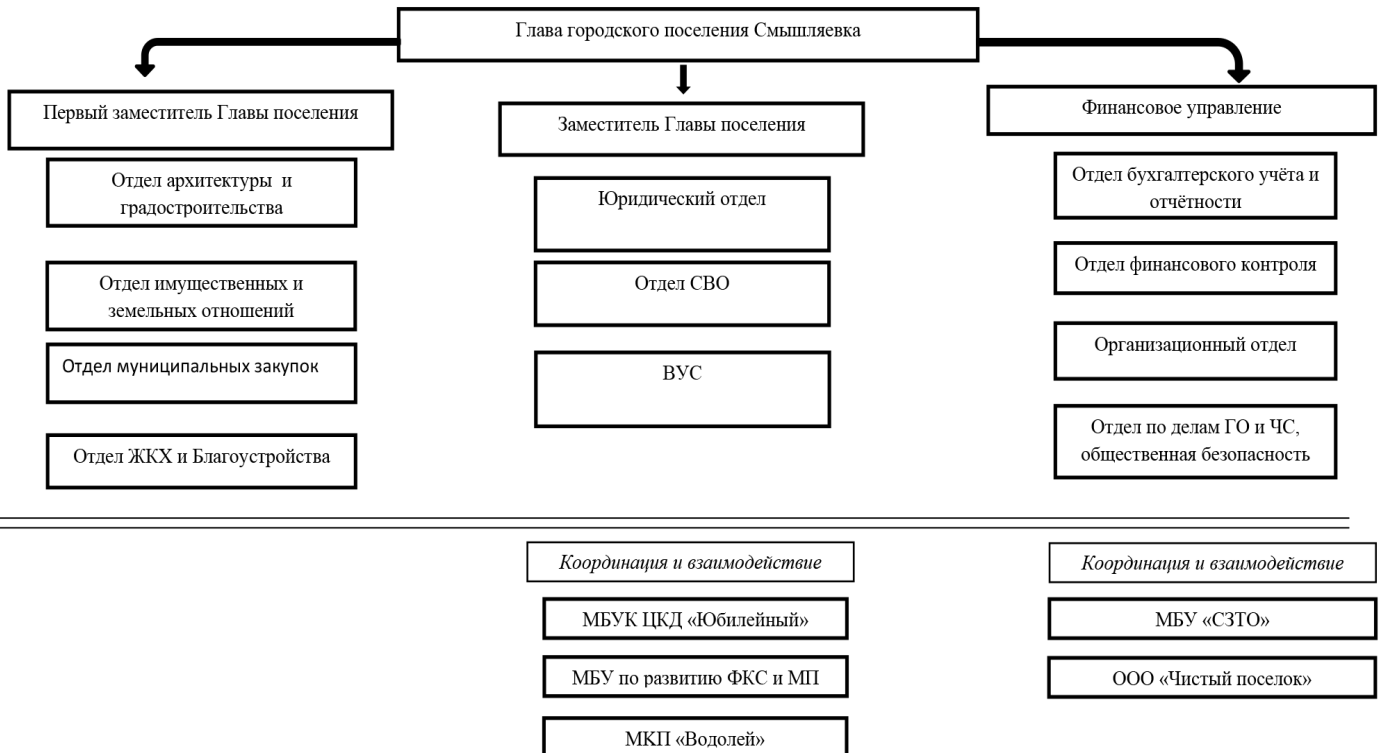 Глава городского поселения Смышляевка
Первый заместитель Главы поселения
Отдел архитектуры и
градостроительства
Отдел имущественных и
земельных отношений
Отдел муниципальных закупок
Отдел ЖКХ и Благоустройства
Заместитель Главы поселения
Юридический отдел
Отдел СВО
ВУС
Финансовое управление
Отдел бухгалтерского учёта и
отчётности
Отдел финансового контроля
Организационный отдел
Отдел по делам ГО и ЧС,
общественная безопасность
Координация и взаимодействие
МБУК ЦКД «Юбилейный»
МБУ по развитию ФКС и МП
МКП «Водолей»
Координация и взаимодействие
МБУ «СЗТО»
ООО «Чистый поселок»